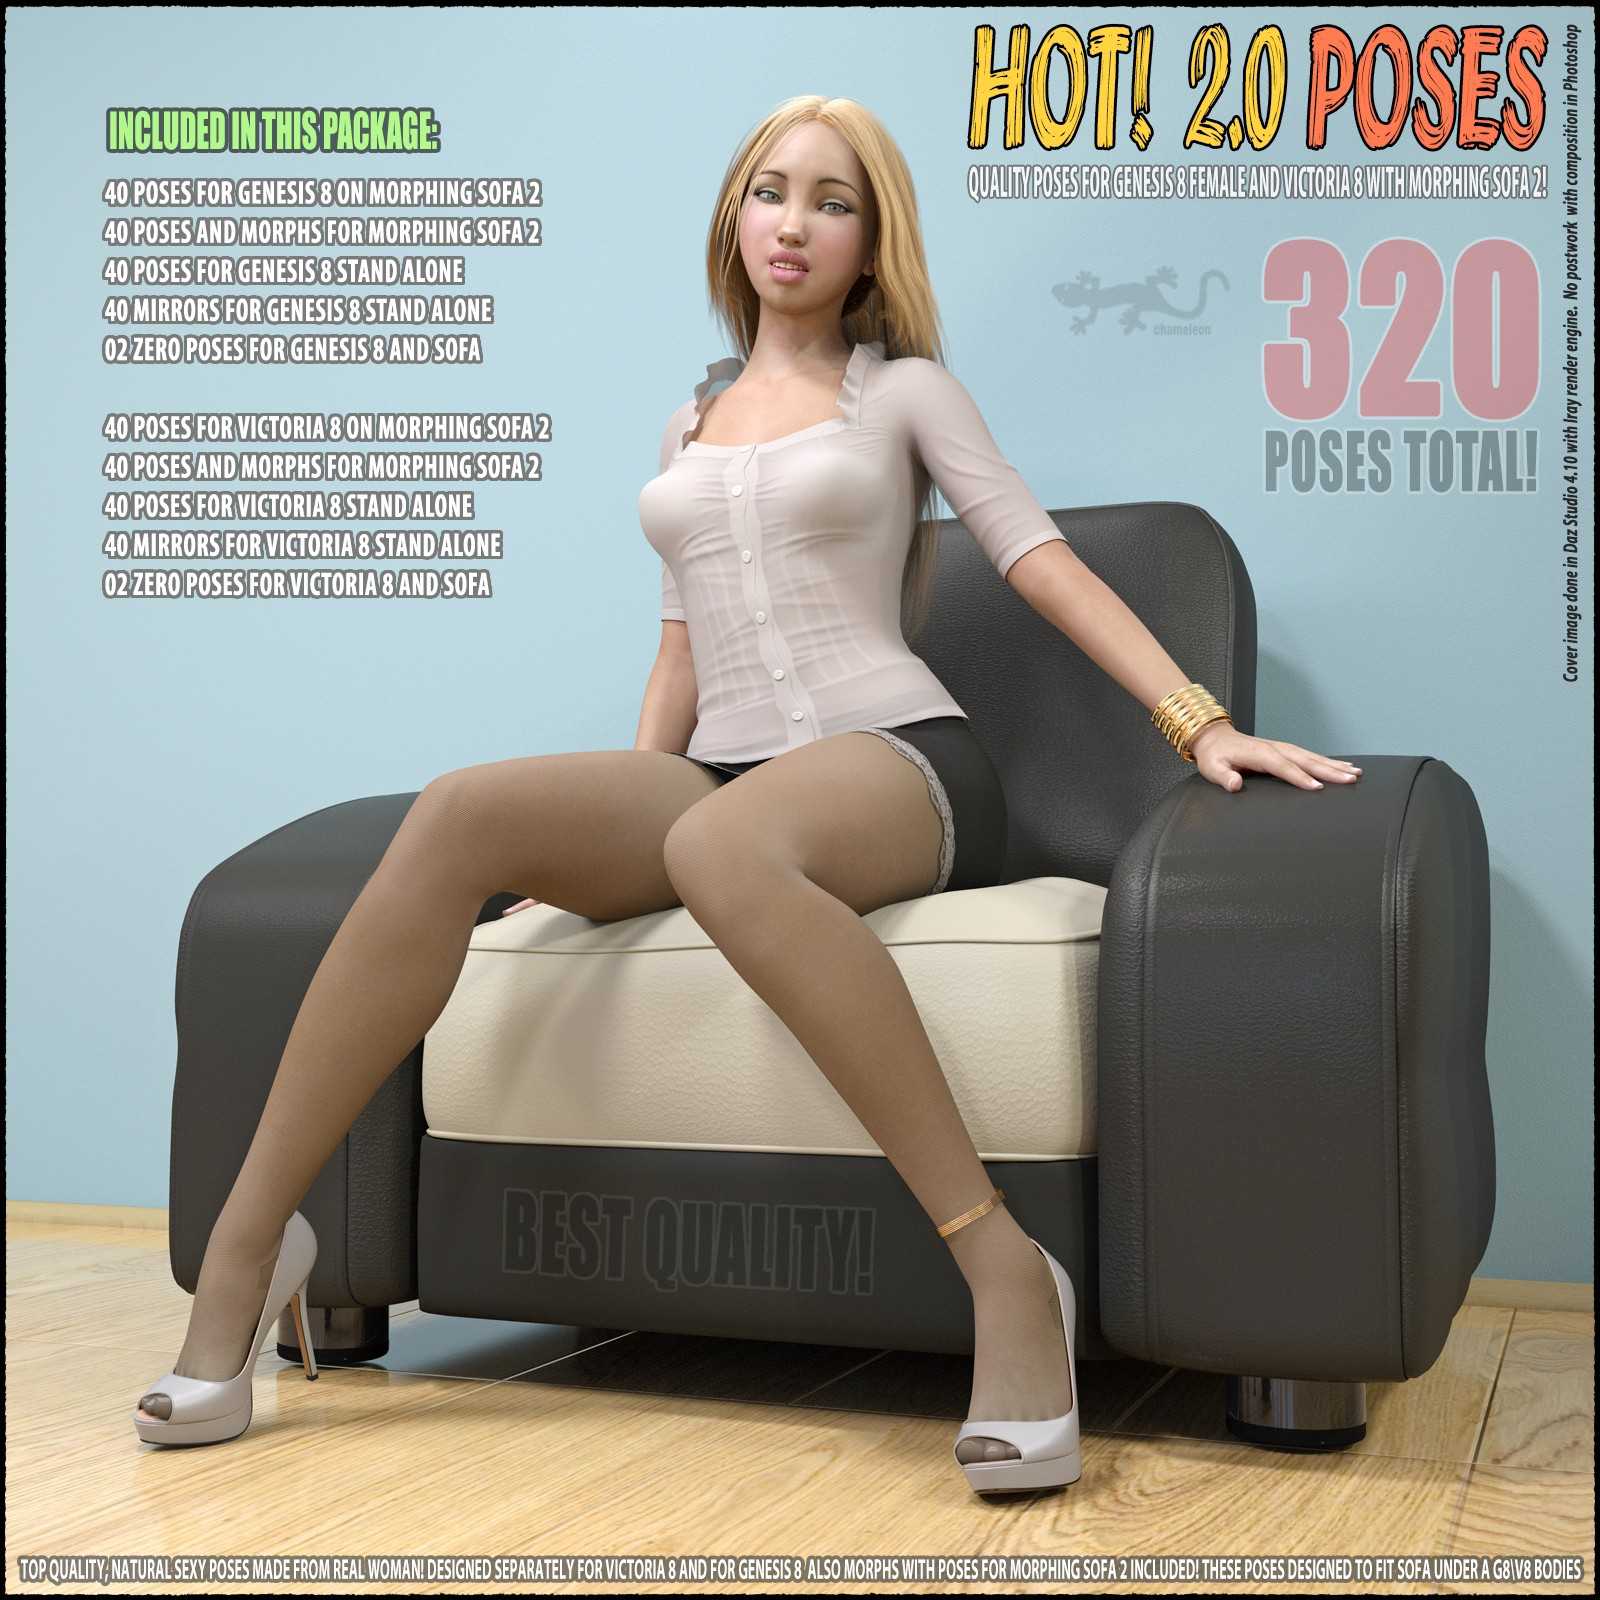 HOT! 2.0 POSES
QUALITY POSES FOR GENESIS 8 FEMALE AND VICTORIA 8 WITH MORPHING SOFA 2!
INCLUDED IN THIS PACKAGE:
40 POSES FOR GENESIS 8 ON MORPHING SOFA 2
40 POSES AND MORPHS FOR MORPHING SOFA 2
40 POSES FOR GENESIS 8 STAND ALONE
40 MIRRORS FOR GENESIS 8 STAND ALONE
02 ZERO POSES FOR GENESIS 8 AND SOFA
40 POSES FOR VICTORIA 8 ON MORPHING SOFA 2
40 POSES AND MORPHS FOR MORPHING SOFA 2
40 POSES FOR VICTORIA 8 STAND ALONE
40 MIRRORS FOR VICTORIA 8 STAND ALONE
02 ZERO POSES FOR VICTORIA 8 AND SOFA
chameleon
320
POSES TOTAL!
Cover image done in Daz Studio 4.10 with Iray render engine. No postwork with composition in Photoshop
BEST QUALITY!
TOP QUALITY, NATURAL SEXY POSES MADE FROM REAL WOMAN! DESIGNED SEPARATELY FOR VICTORIA 8 AND FOR GENESIS 8 ALSO MORPHS WITH POSES FOR MORPHING SOFA 2 INCLUDED! THESE POSES DESIGNED TO FIT SOFA UNDER A G8\V8 BODIES